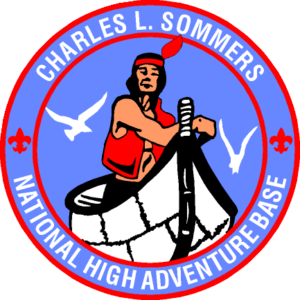 CHARLES L. SOMMERS
NATIONAL HIGH ADVENTURE BASE